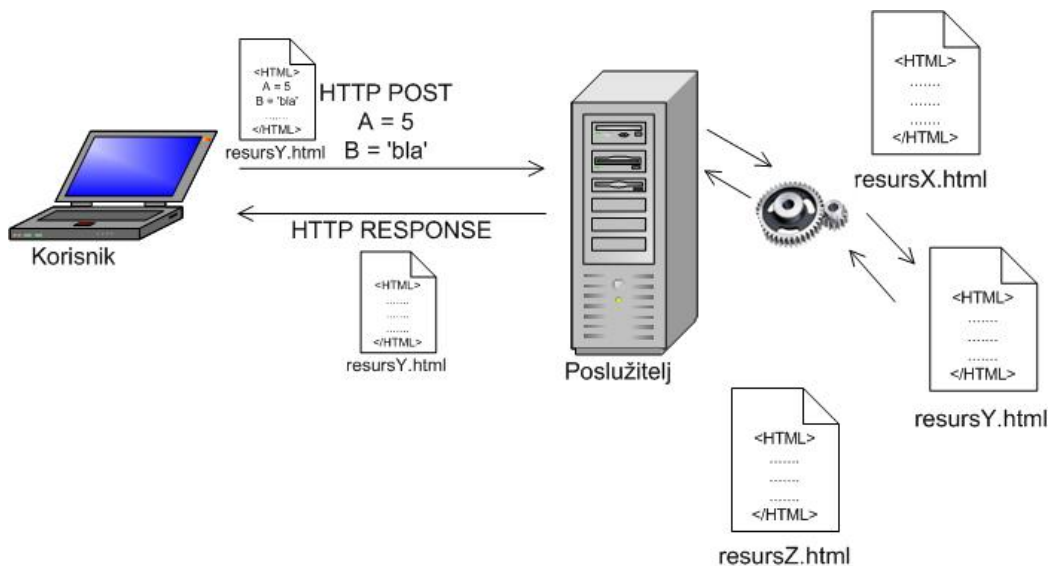 <HTML>
A = 5
B = 'bla'
.......
</HTML>
resursY.html
HTTP POST
A = 5
B = 'bla'
HTTP RESPONSE
<HTML>
.......
.......
.......
</HTML>
resursY.html
Korisnik
Poslužitelj
<HTML>
.......
.......
.......
</HTML>
resursX.html
<HTML>
.......
.......
.......
</HTML>
resursY.html
<HTML>
.......
.......
.......
</HTML>
resursZ.html